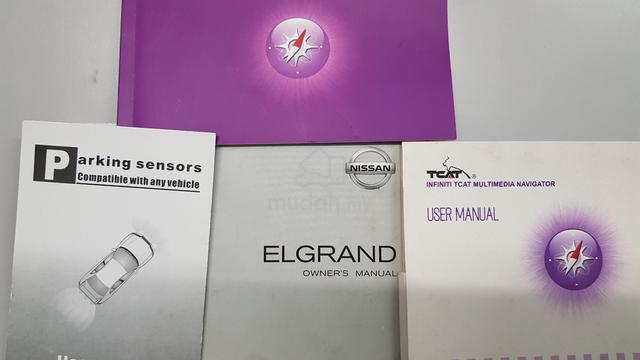 Parking sensors
Compatible with any vehicle
NISSAN
mudah.my
ELGRAND
OWNER'S MANUAL
TCAT®
INFINITI TCAT MULTIMEDIA NAVIGATOR
USER MANUAL